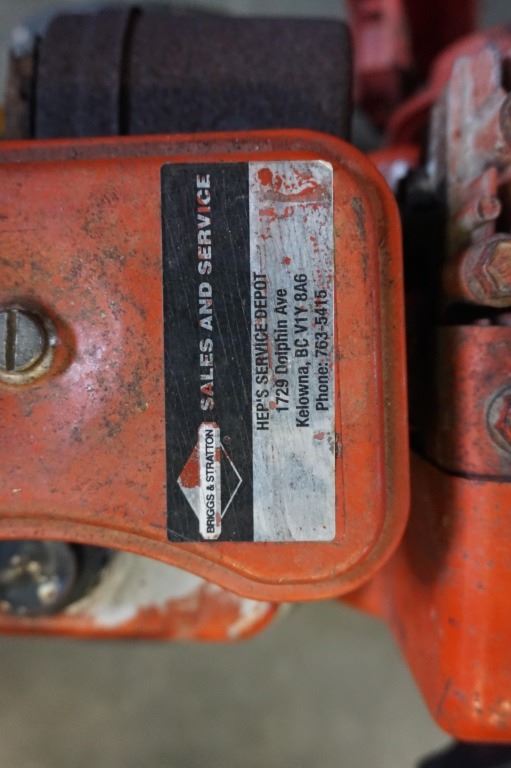 BRIGGS & STRATTON
SALES AND SERVICE
HEP'S SERVICE DEPOT
1729 Dolphin Ave
Kelowna, BC V1Y 8A6
Phone: 763-5415